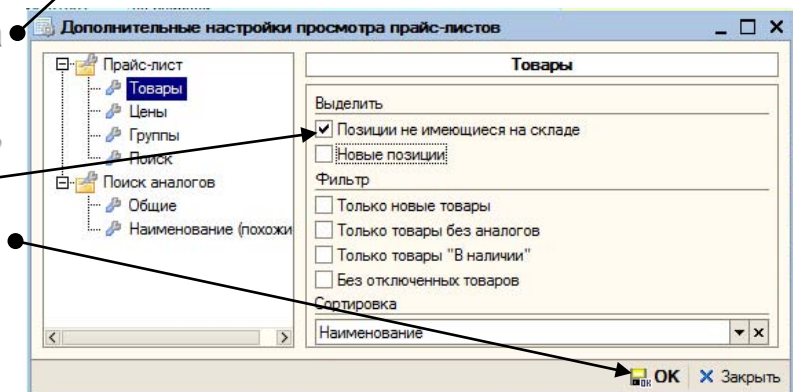 Дополнительные настройки просмотра прайс-листов
Прайс-лист
Товары
Цены
Группы
Поиск
Поиск аналогов
Общие
Наименование (похожи
Товары
Выделить
Позиции не имеющиеся на складе
Новые позиции
Фильтр
Только новые товары
Только товары без аналогов
Только товары "В наличии"
Без отключенных товаров
Сортировка
Наименование
OK
Закрыть